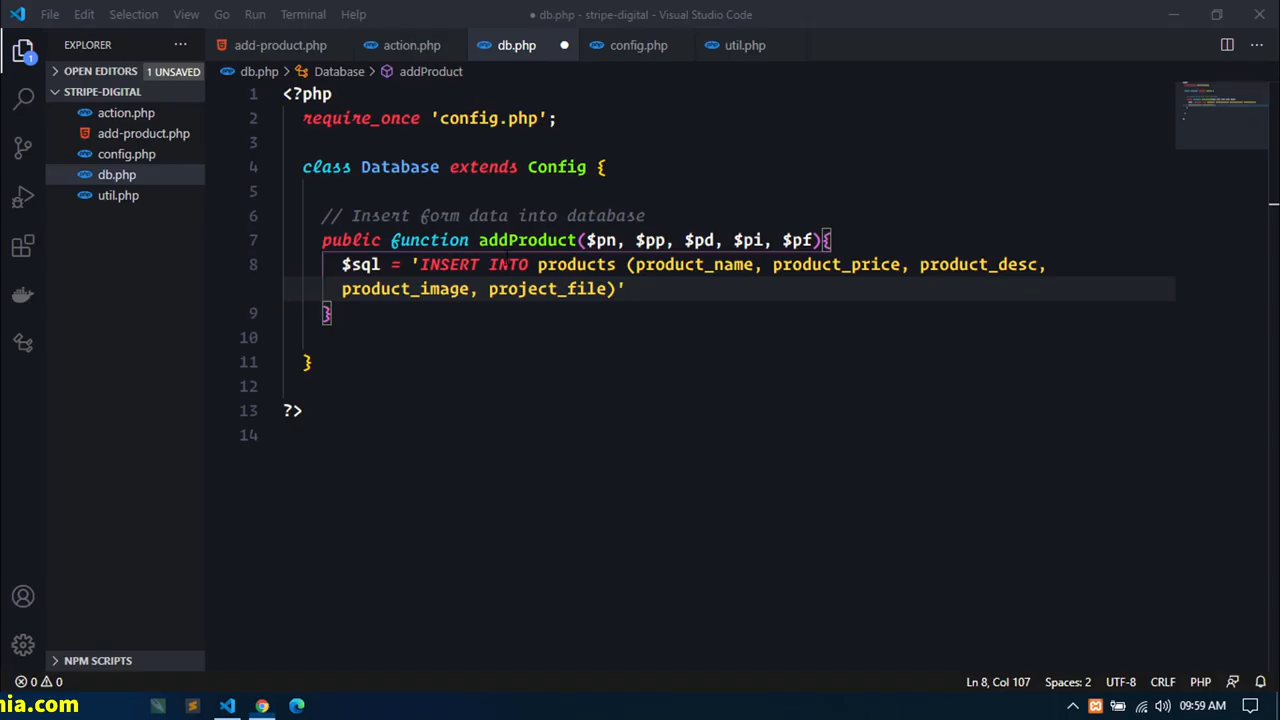 File Edit Selection View Go Run Terminal Help
● db.php - stripe-digital - Visual Studio Code
EXPLORER
add-product.php action.php db.php config.php util.php
OPEN EDITORS 1 UNSAVED
db.php > Database > addProduct
STRIPE-DIGITAL
action.php
add-product.php
config.php
db.php
util.php
1 <?php
2 require_once 'config.php';
3
4 class Database extends Config {
5
6 // Insert form data into database
7 public function addProduct($pn, $pp, $pd, $pi, $pf){
8 $sql = 'INSERT INTO products (product_name, product_price, product_desc,
product_image, project_file)'
9 }
10
11 }
12
13 ?>
14
1
NPM SCRIPTS
0 0
Ln 8, Col 107 Spaces: 2 UTF-8 CRLF PHP
nia.com
09:59 AM